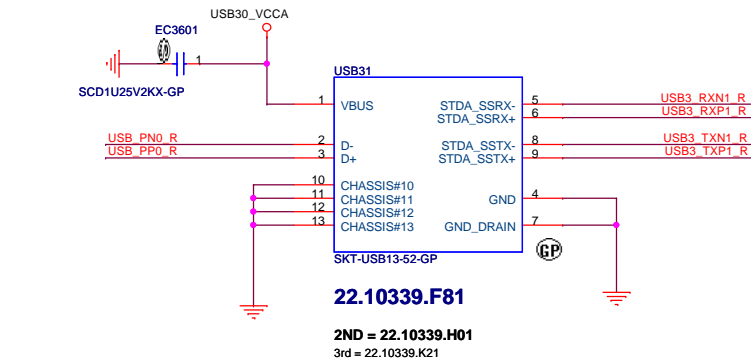 USB30_VCCA
EC3601
1
SCD1U25V2KX-GP
USB31
1 VBUS
STDA_SSRX- 5 USB3_RXN1_R
STDA_SSRX+ 6 USB3_RXP1_R
USB_PN0_R 2 D-
STDA_SSTX- 8 USB3_TXN1_R
USB_PP0_R 3 D+
STDA_SSTX+ 9 USB3_TXP1_R
10 CHASSIS#10
11 CHASSIS#11
GND 4
12 CHASSIS#12
13 CHASSIS#13
GND_DRAIN 7
GP
SKT-USB13-52-GP
22.10339.F81
2ND = 22.10339.H01
3rd = 22.10339.K21